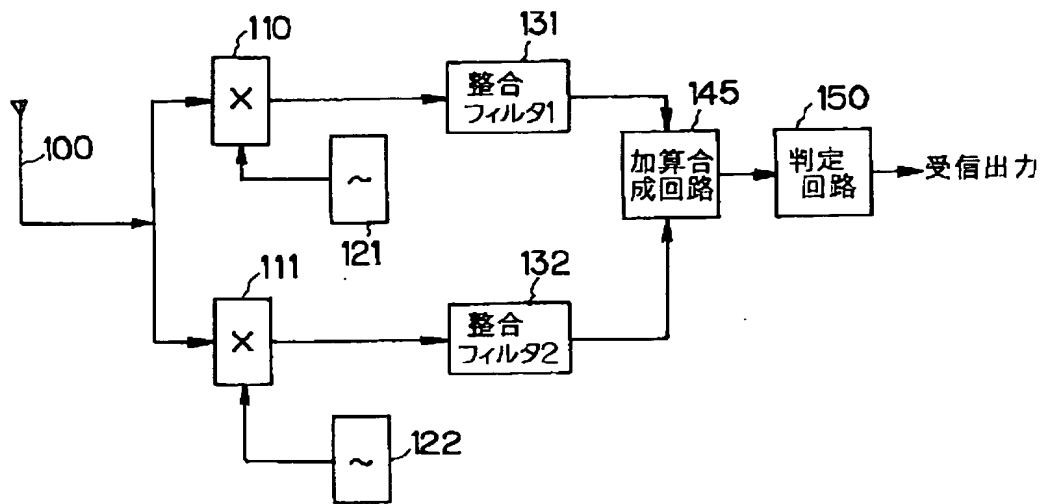 110
×
131
整合
フィルタ1
145
加算合
成回路
150
判定
回路
受信出力
100
~
121
111
×
132
整合
フィルタ2
~
122